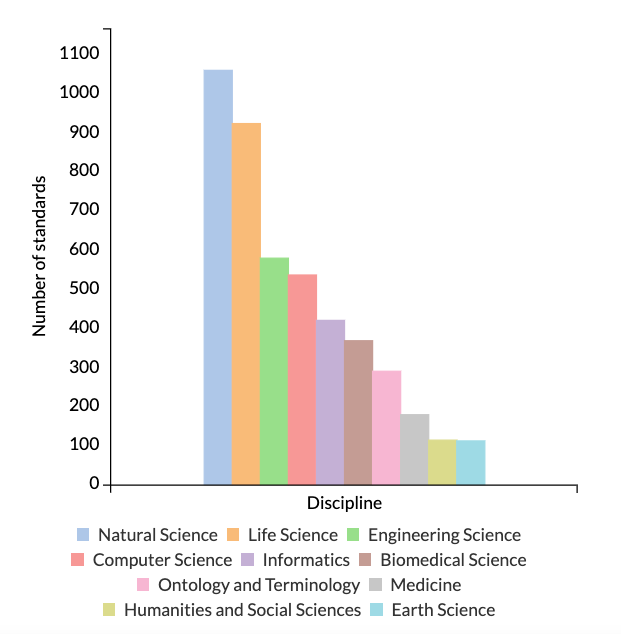 1100
1000
900
800
700
600
500
400
300
200
100
0
Number of standards
Discipline
Natural Science Life Science Engineering Science
Computer Science Informatics Biomedical Science
Ontology and Terminology Medicine
Humanities and Social Sciences Earth Science